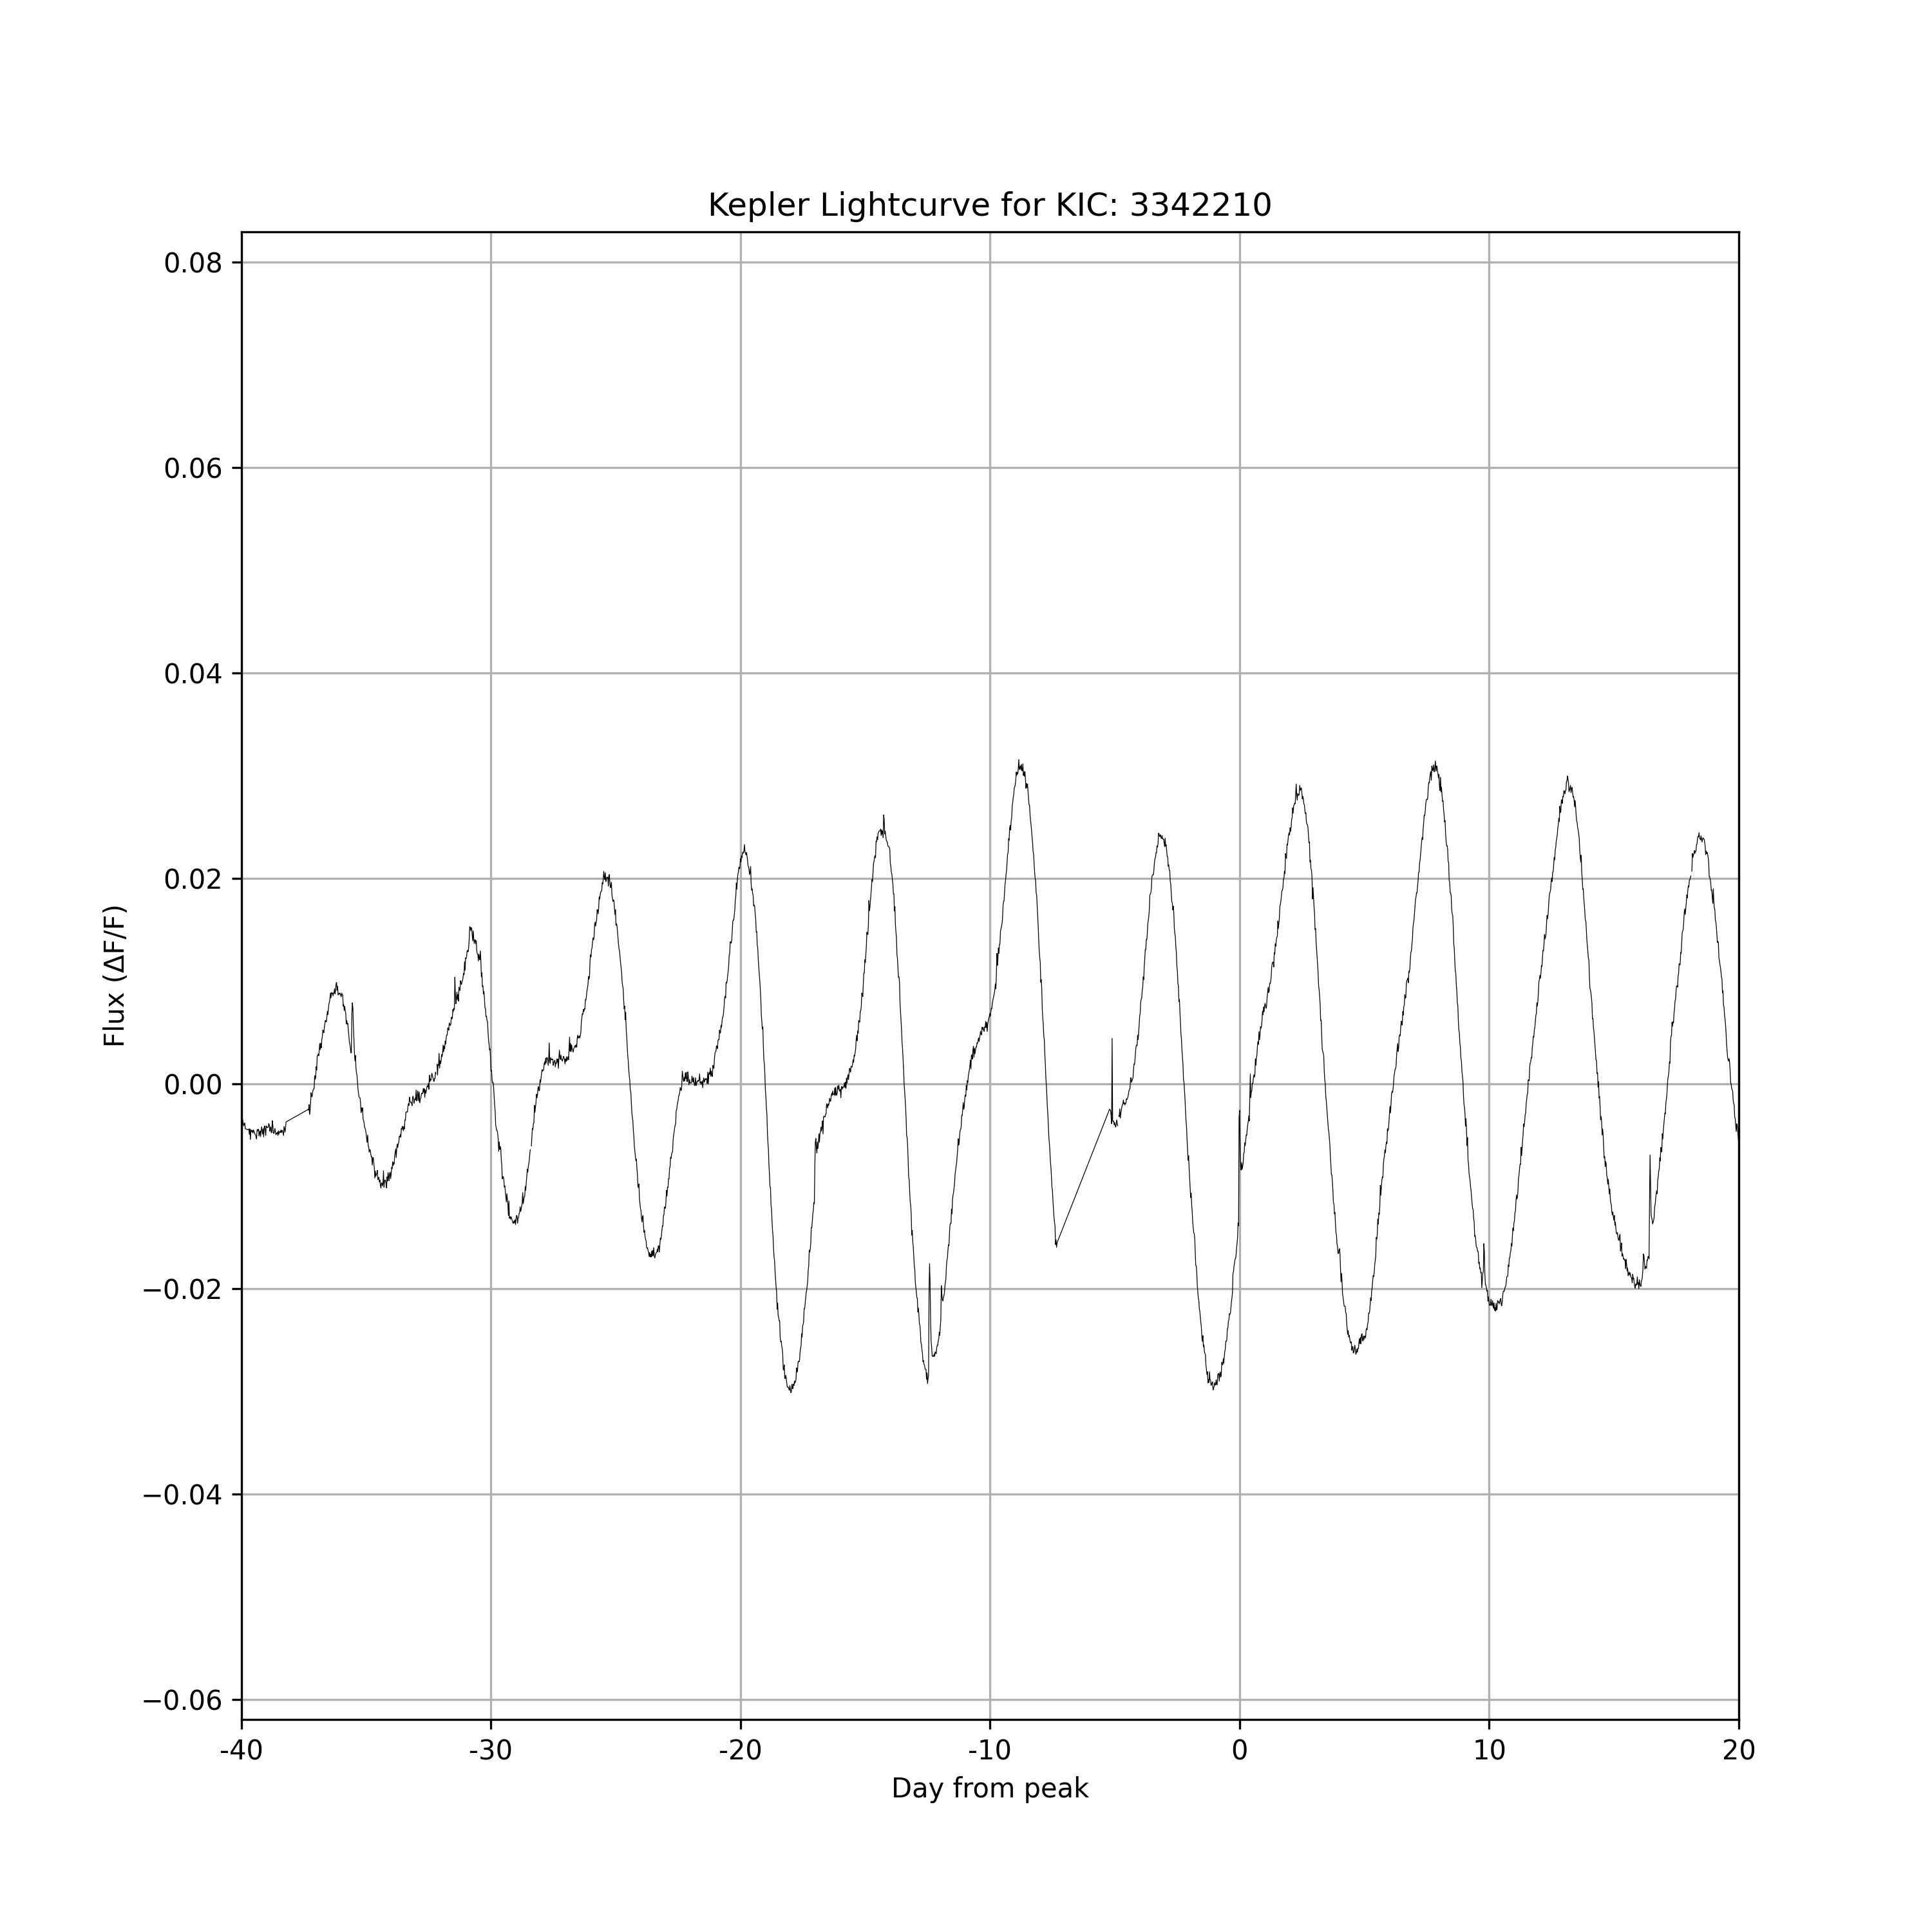 Kepler Lightcurve for KIC: 3342210
0.08
0.06
0.04
0.02
0.00
−0.02
−0.04
−0.06
Flux (ΔF/F)
-40 -30 -20 -10 0 10 20
Day from peak